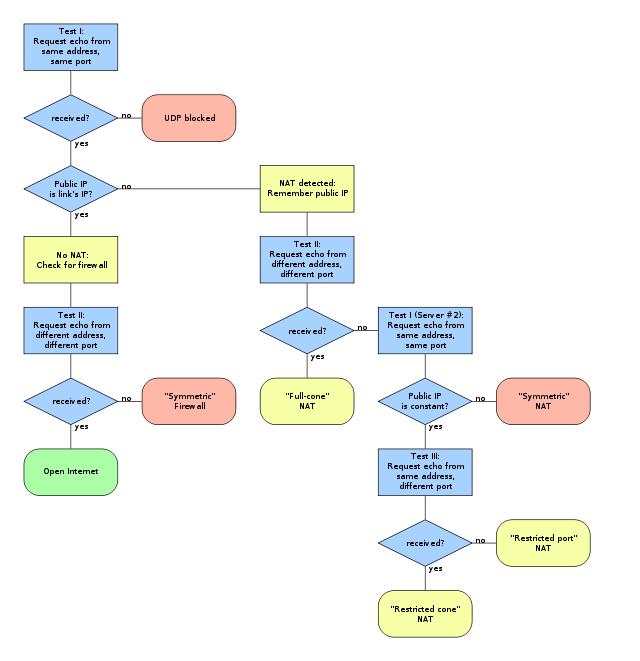 Test I:
Request echo from
same address,
same port
received?
no
UDP blocked
yes
Public IP
is link's IP?
no
NAT detected:
Remember public IP
yes
No NAT:
Check for firewall
Test II:
Request echo from
different address,
different port
Test II:
Request echo from
different address,
different port
received?
no
Test I (Server #2):
Request echo from
same address,
same port
yes
received?
no
"Symmetric"
Firewall
yes
"Full-cone"
NAT
Public IP
is constant?
no
"Symmetric"
NAT
yes
Open Internet
Test III:
Request echo from
same address,
different port
received?
no
"Restricted port"
NAT
yes
"Restricted cone"
NAT